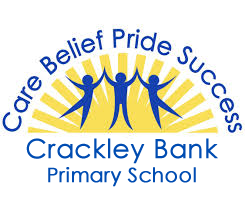 Care Belief Pride Success
Crackley Bank
Primary School